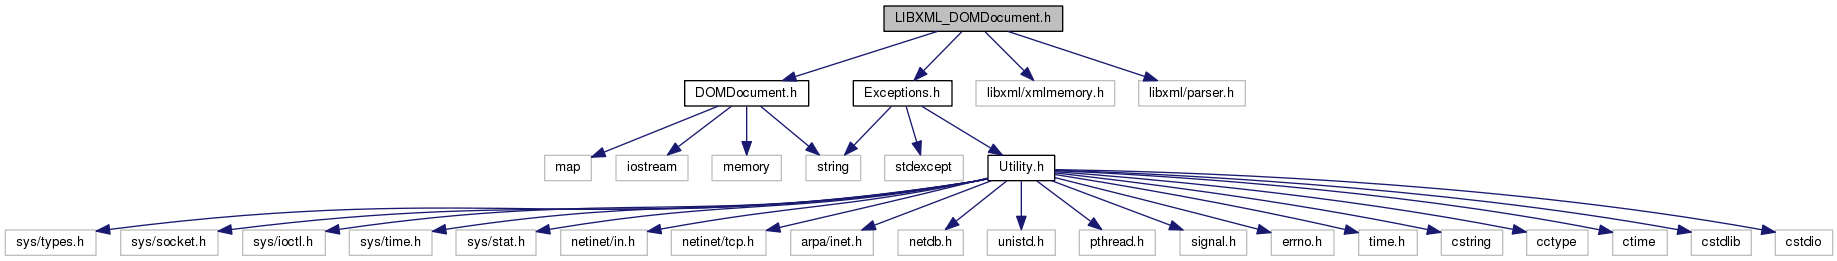 LIBXML_DOMDocument.h
DOMDocument.h
Exceptions.h
libxml/xmlmemory.h
libxml/parser.h
map
iostream
memory
string
stdexcept
Utility.h
sys/types.h
sys/socket.h
sys/ioctl.h
sys/time.h
sys/stat.h
netinet/in.h
netinet/tcp.h
arpa/inet.h
netdb.h
unistd.h
pthread.h
signal.h
errno.h
time.h
cstring
cctype
ctime
cstdlib
cstdio